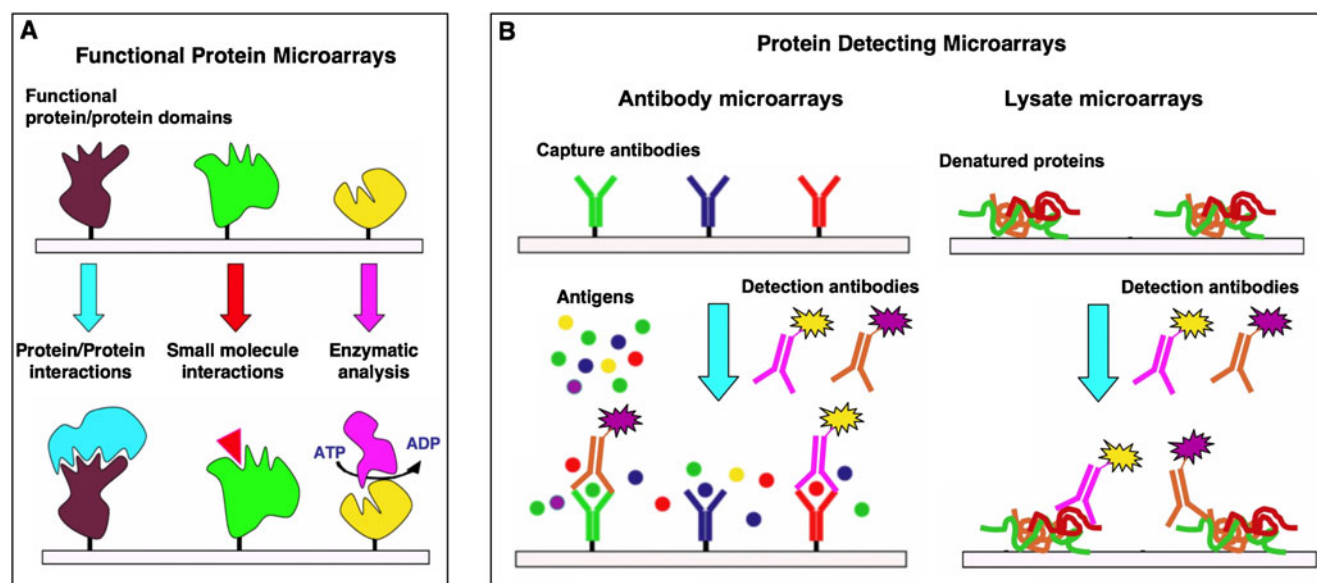 A
Functional Protein Microarrays
Functional
protein/protein domains
Protein/Protein
interactions
Small molecule
interactions
Enzymatic
analysis
ATP
ADP
B
Protein Detecting Microarrays
Antibody microarrays
Capture antibodies
Antigens
Detection antibodies
Lysate microarrays
Denatured proteins
Detection antibodies